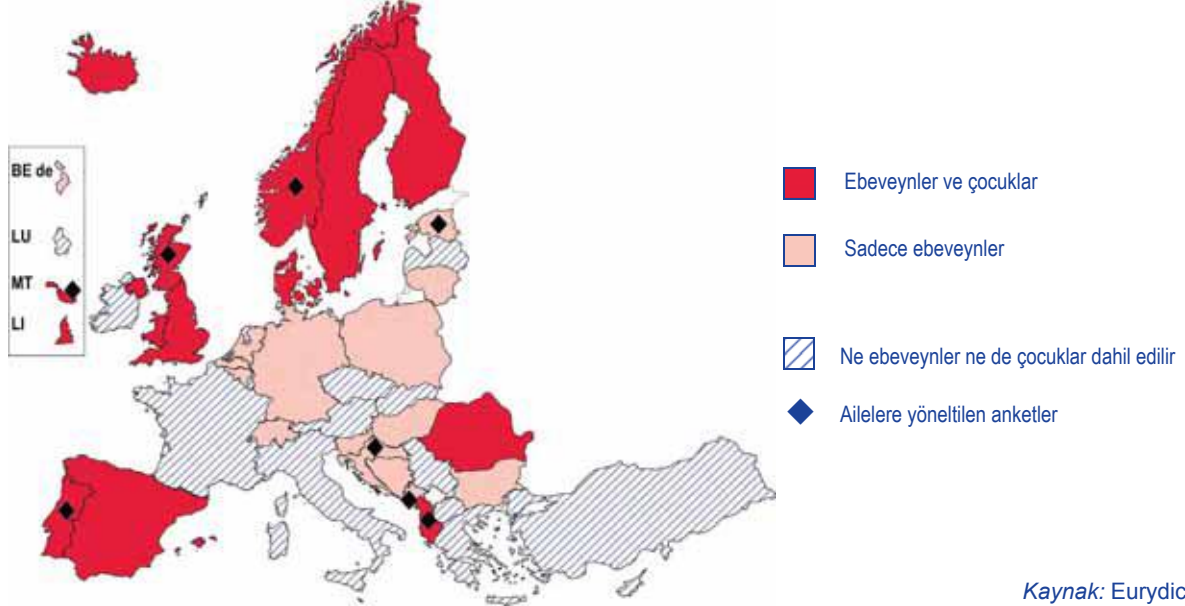 BE de
LU
MT
LI
Ebeveynler ve çocuklar
Sadece ebeveynler
Ne ebeveynler ne de çocuklar dahil edilir
Ailelere yöneltilen anketler
Kaynak: Eurydic